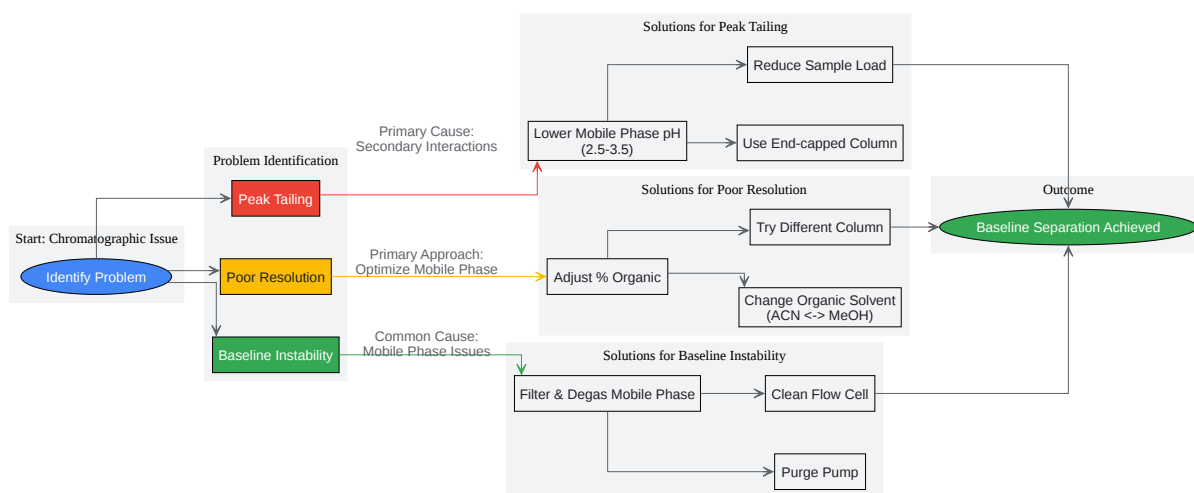 Start: Chromatographic Issue
Identify Problem
Problem Identification
Peak Tailing
Poor Resolution
Baseline Instability
Primary Cause:
Secondary Interactions
Primary Approach:
Optimize Mobile Phase
Common Cause:
Mobile Phase Issues
Solutions for Peak Tailing
Reduce Sample Load
Lower Mobile Phase pH
(2.5-3.5)
Use End-capped Column
Solutions for Poor Resolution
Try Different Column
Adjust % Organic
Change Organic Solvent
(ACN <-> MeOH)
Solutions for Baseline Instability
Filter & Degas Mobile Phase
Clean Flow Cell
Purge Pump
Outcome
Baseline Separation Achieved